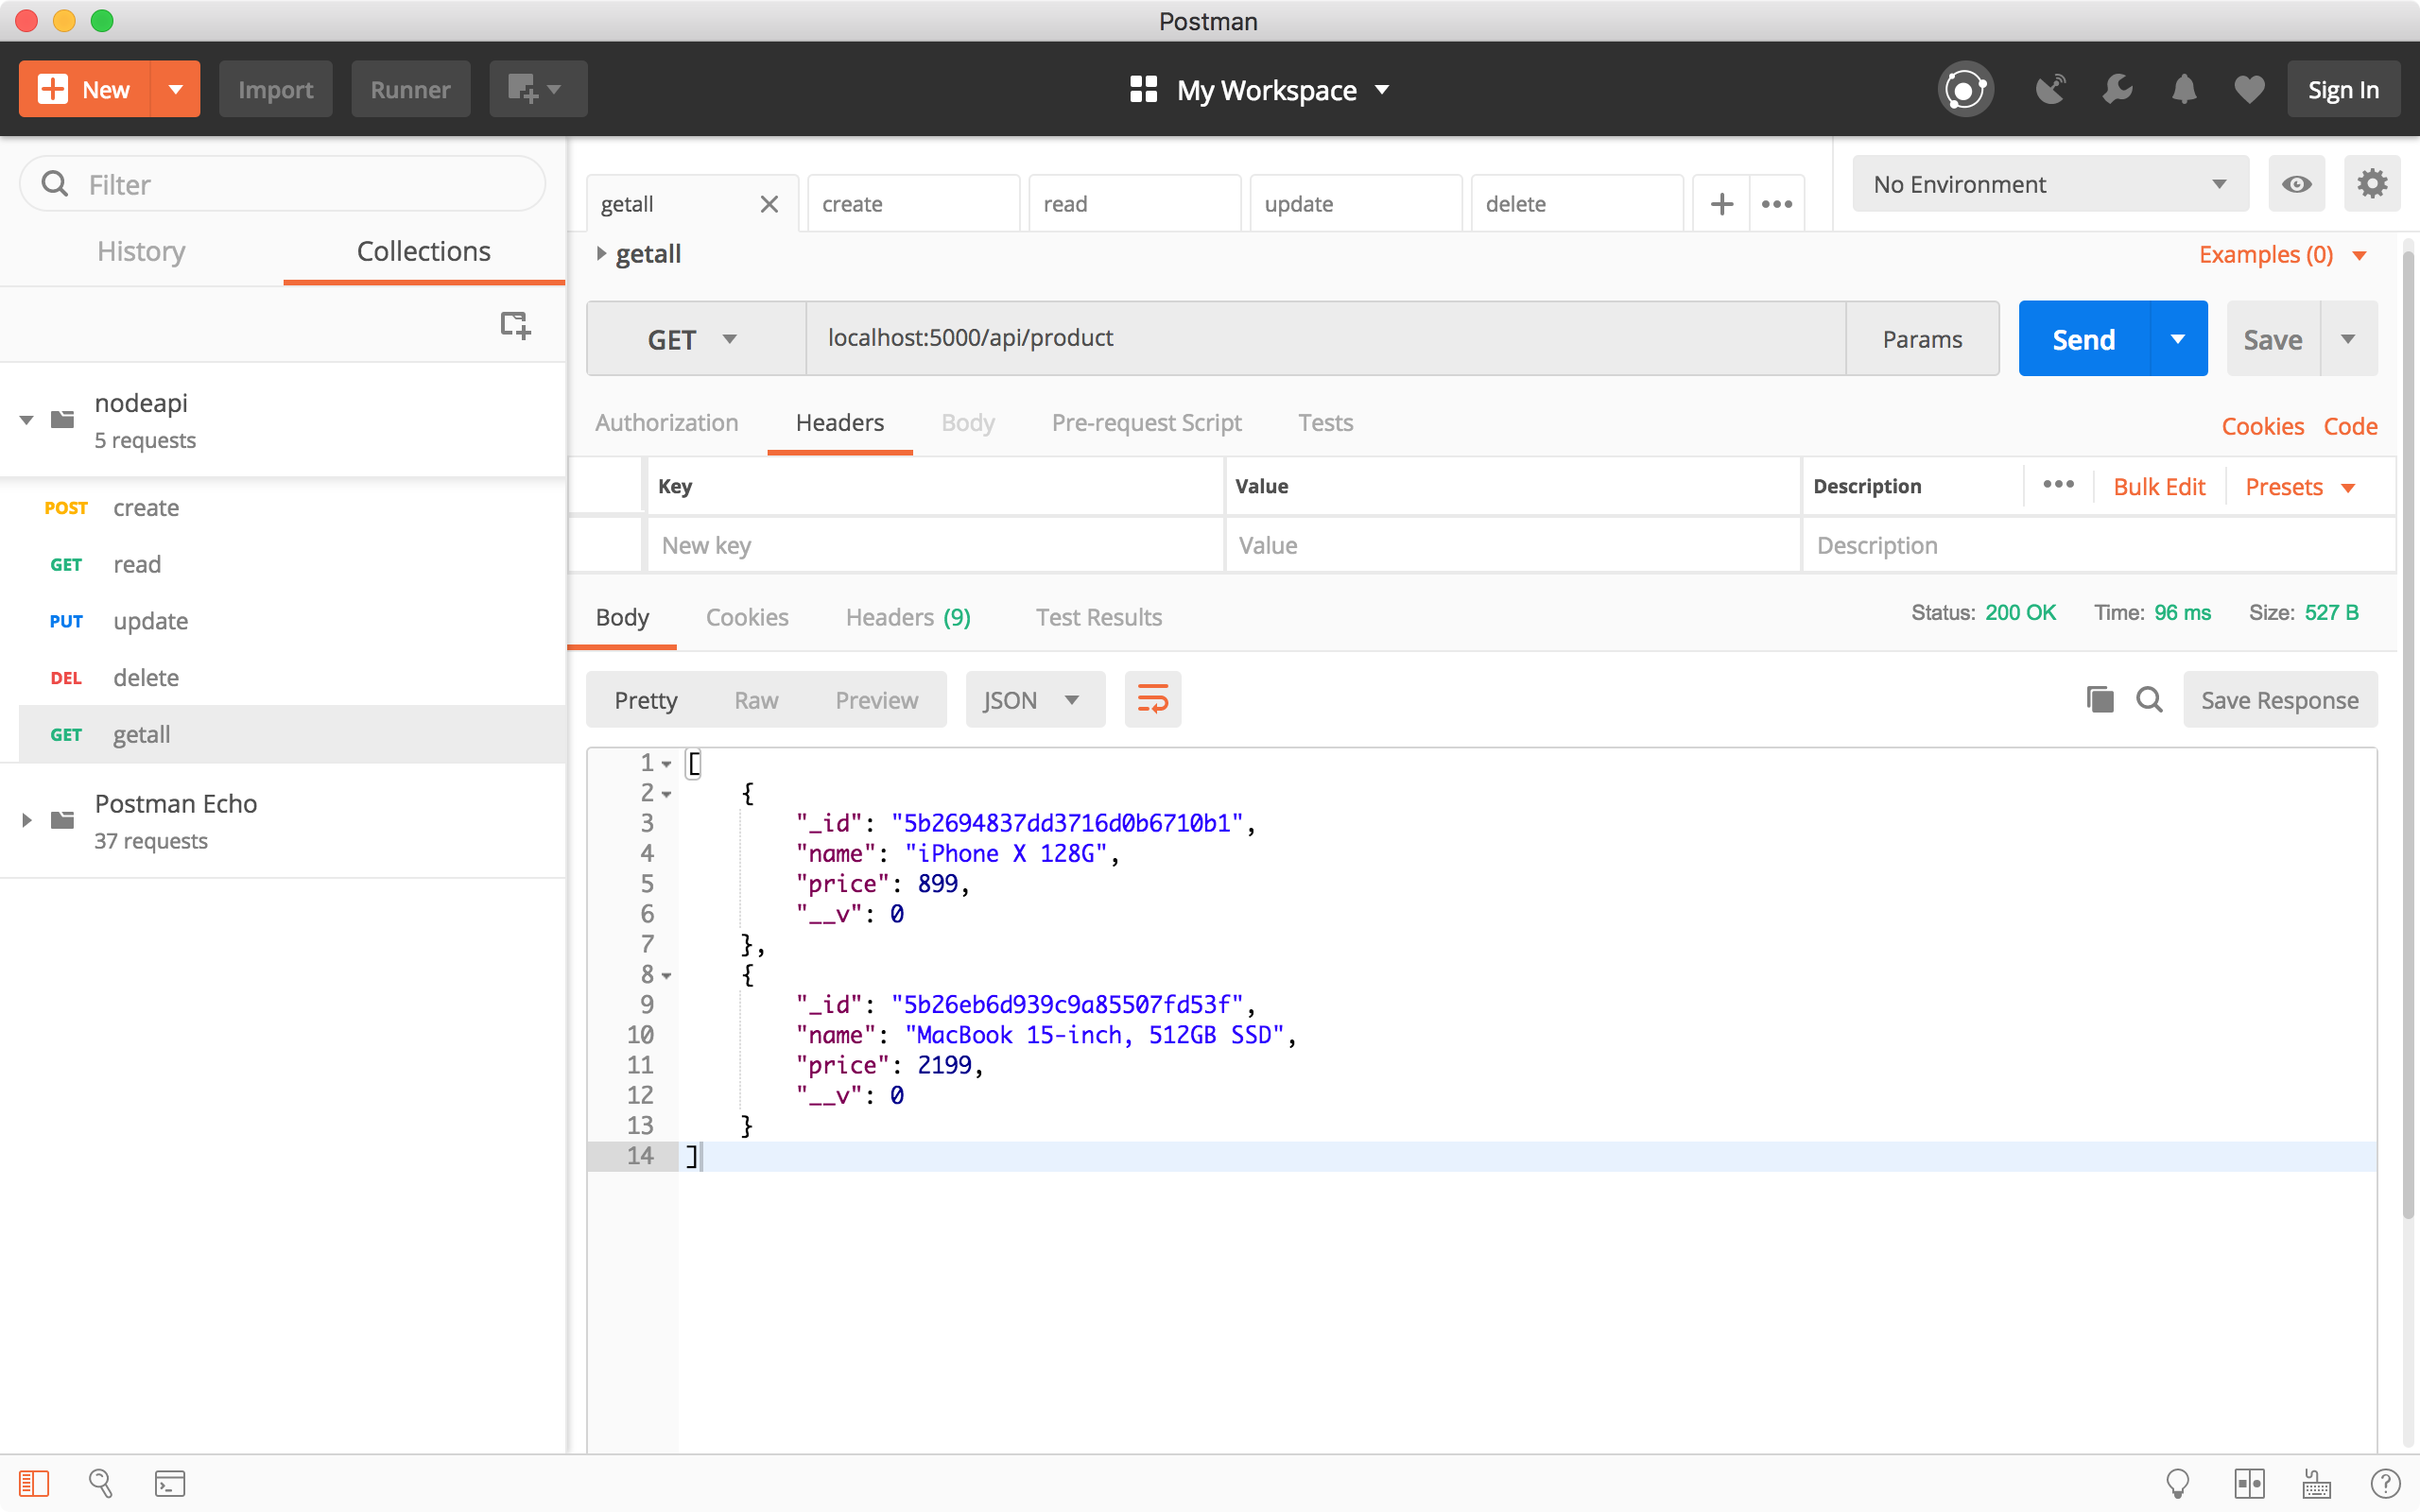 Postman
New
Import
Runner
My Workspace
Sign In
Filter
History
Collections
nodeapi
5 requests
POST create
GET read
PUT update
DEL delete
GET getall
Postman Echo
37 requests
getall
create
read
update
delete
No Environment
getall
Examples (0)
GET
localhost:5000/api/product
Params
Send
Save
Authorization
Headers
Body
Pre-request Script
Tests
Cookies
Code
Key
Value
Description
Bulk Edit
Presets
New key
Value
Description
Body
Cookies
Headers (9)
Test Results
Status: 200 OK
Time: 96 ms
Size: 527 B
Pretty
Raw
Preview
JSON
Save Response
1 [
2 {
3 "_id": "5b2694837dd3716d0b6710b1",
4 "name": "iPhone X 128G",
5 "price": 899,
6 "__v": 0
7 },
8 {
9 "_id": "5b26eb6d939c9a85507fd53f",
10 "name": "MacBook 15-inch, 512GB SSD",
11 "price": 2199,
12 "__v": 0
13 }
14 ]